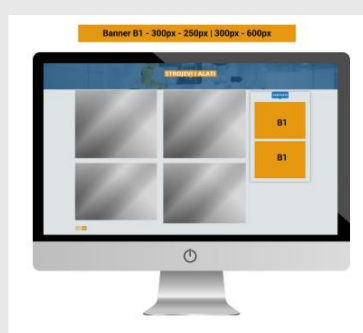 Banner B1 - 300px - 250px | 300px - 600px
STROJEVI I ALATI
B1
B1